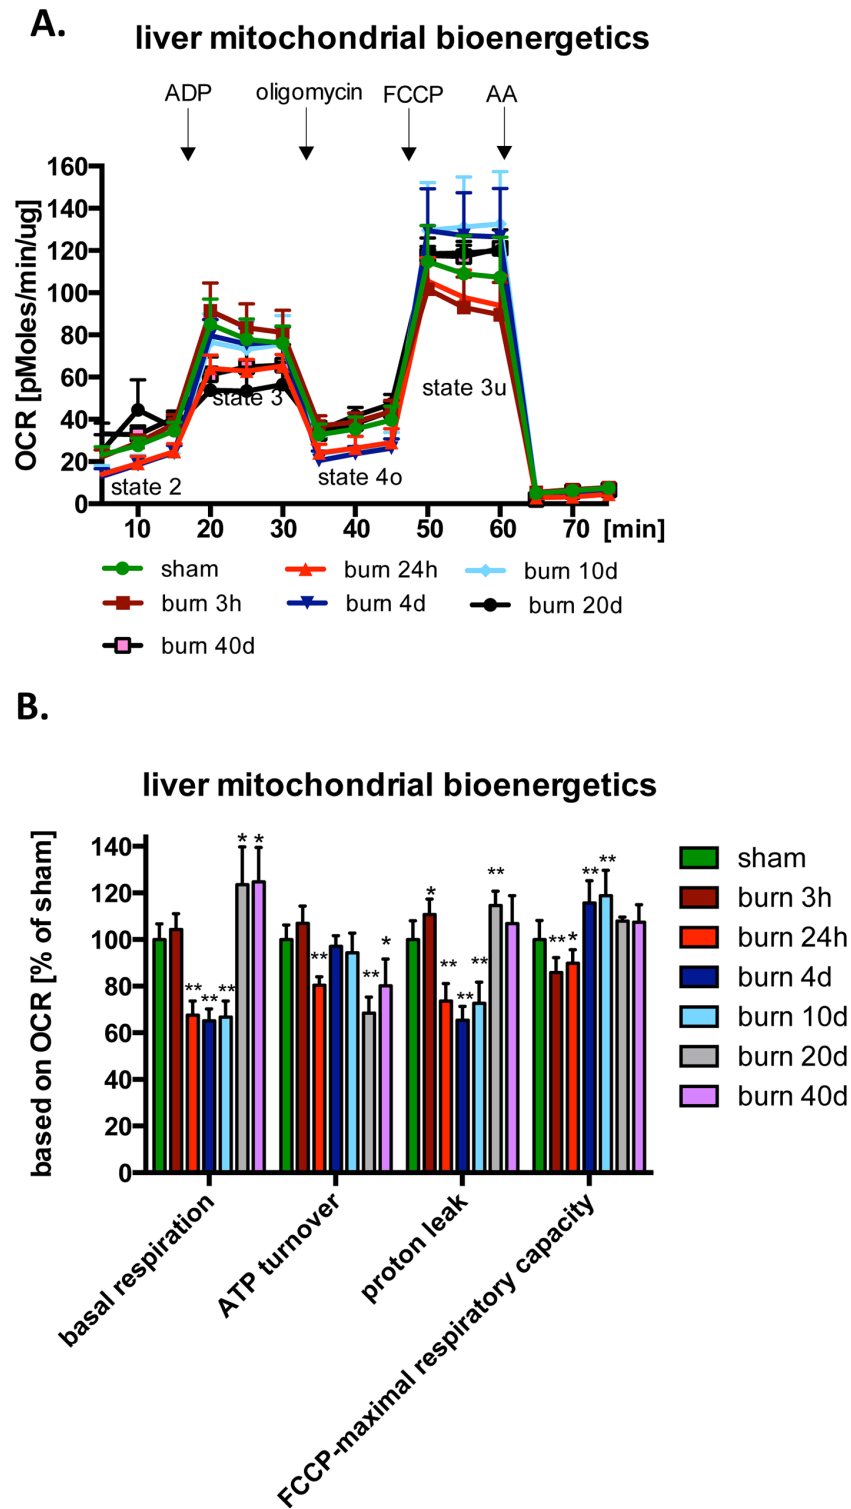 A.
liver mitochondrial bioenergetics
ADP oligomycin FCCP AA
OCR [pMoles/min/ug]
160
140
120
100
80
60
40
20
0
state 2
state 3
state 4o
state 3u
10 20 30 40 50 60 70 [min]
sham burn 24h burn 10d
burn 3h burn 4d burn 20d
burn 40d
B.
liver mitochondrial bioenergetics
based on OCR [% of sham]
140
120
100
80
60
40
20
0
** ** ** * *
** ** *
* ** ** ** **
** * ** **
basal respiration
ATP turnover
proton leak
FCCP-maximal respiratory capacity
sham
burn 3h
burn 24h
burn 4d
burn 10d
burn 20d
burn 40d